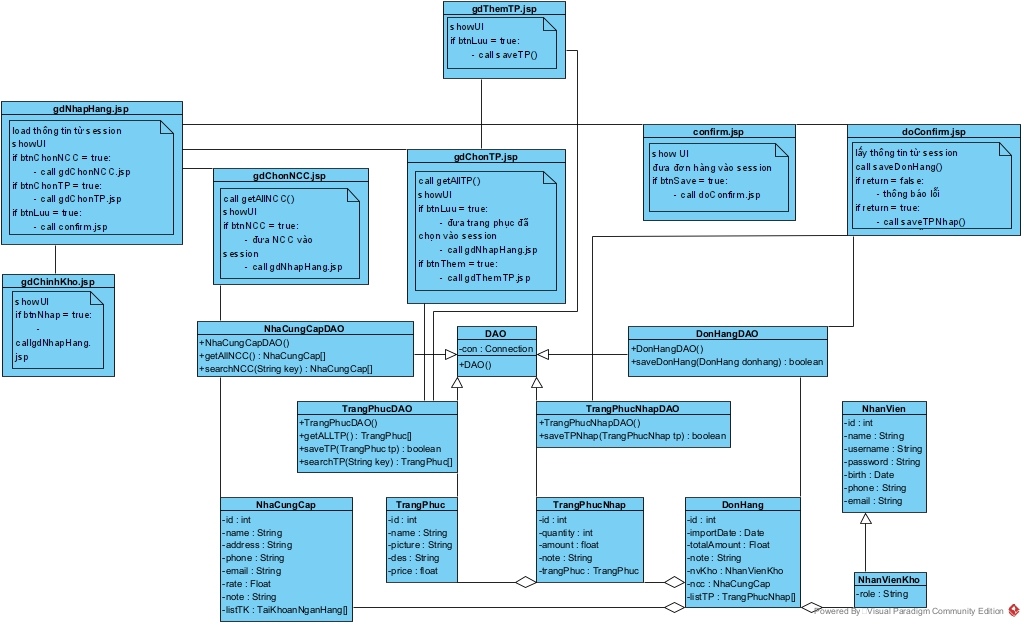 gdThemTP.jsp
showUI
if btnLuu = true:
- call saveTP()
gdNhapHang.jsp
load thông tin từ session
showUI
if btnChonNCC = true:
- call gdChonNCC.jsp
if btnChonTP = true:
- call gdChonTP.jsp
if btnLuu = true:
- call confirm.jsp
gdChonNCC.jsp
call getAllNCC()
showUI
if btnNCC = true:
- đưa NCC vào
session
- call gdNhapHang.jsp
gdChonTP.jsp
call getAllTP()
showUI
if btnLuu = true:
- đưa trang phục đã
chọn vào session
- call gdNhapHang.jsp
if btnThem = true:
- call gdThemTP.jsp
confirm.jsp
show UI
đưa đơn hàng vào session
if btnSave = true:
- call doConfirm.jsp
doConfirm.jsp
lấy thông tin từ session
call saveDonHang()
if return = false:
- thông báo lỗi
if return = true:
- call saveTPNhap()
gdChinhKho.jsp
showUI
if btnNhap = true:
-
callgdNhapHang.
jsp
NhaCungCapDAO
+NhaCungCapDAO()
+getAllNCC() : NhaCungCap[]
+searchNCC(String key) : NhaCungCap[]
DAO
-con : Connection
+DAO()
DonHangDAO
+DonHangDAO()
+saveDonHang(DonHang donhang) : boolean
TrangPhucDAO
+TrangPhucDAO()
+getALLTP() : TrangPhuc[]
+saveTP(TrangPhuc tp) : boolean
+searchTP(String key) : TrangPhuc[]
TrangPhucNhapDAO
+TrangPhucNhapDAO()
+saveTPNhap(TrangPhucNhap tp) : boolean
NhanVien
-id : int
-name : String
-username : String
-password : String
-birth : Date
-phone : String
-email : String
NhaCungCap
-id : int
-name : String
-address : String
-phone : String
-email : String
-rate : Float
-note : String
-listTK : TaiKhoanNganHang[]
TrangPhuc
-id : int
-name : String
-picture : String
-des : String
-price : float
TrangPhucNhap
-id : int
-quantity : int
-amount : float
-note : String
-trangPhuc : TrangPhuc
DonHang
-id : int
-importDate : Date
-totalAmount : Float
-note : String
-nvKho : NhanVienKho
-ncc : NhaCungCap
-listTP : TrangPhucNhap[]
NhanVienKho
-role : String
Powered By : Visual Paradigm Community Edition